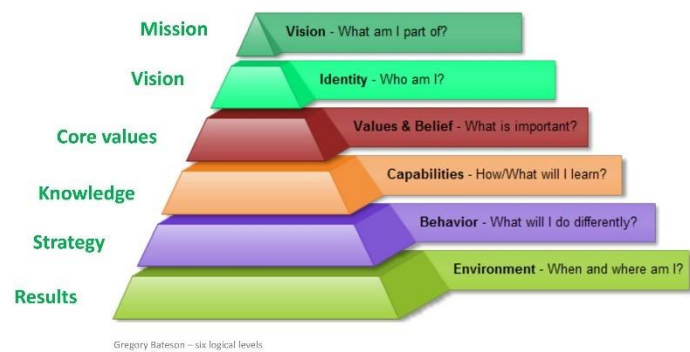 Mission
Vision - What am I part of?
Vision
Identity - Who am I?
Core values
Values & Belief - What is important?
Knowledge
Capabilities - How/What will I learn?
Strategy
Behavior - What will I do differently?
Results
Environment - When and where am I?
Gregory Bateson – six logical levels